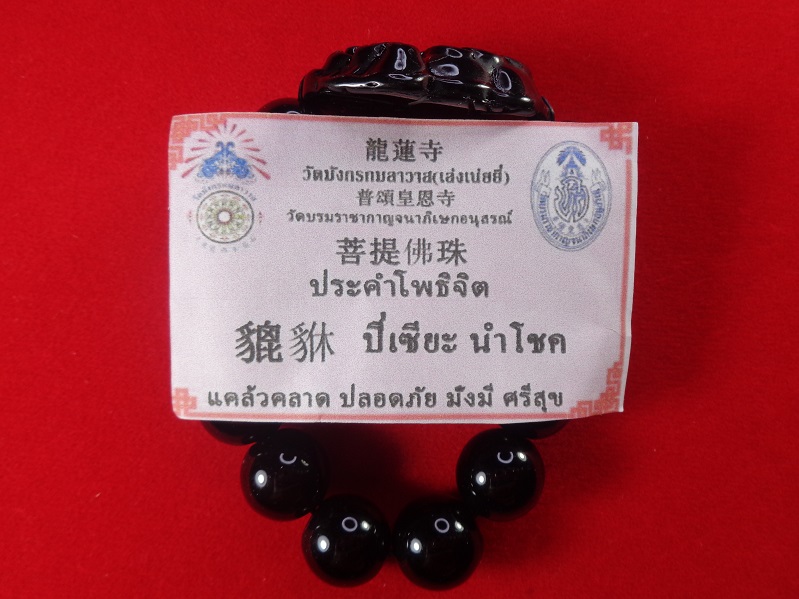 龍蓮寺
วัดมังกรกมลาวาส(เล่งเน่ยยี่)
普頌皇恩寺
วัดบรมราชากาญจนาภิเษกอนุสรณ์
菩提佛珠
ประคำโพธิจิต
貔貅 ปี่เซียะ นำโชค
แคล้วคลาด ปลอดภัย มั่งมี ศรีสุข